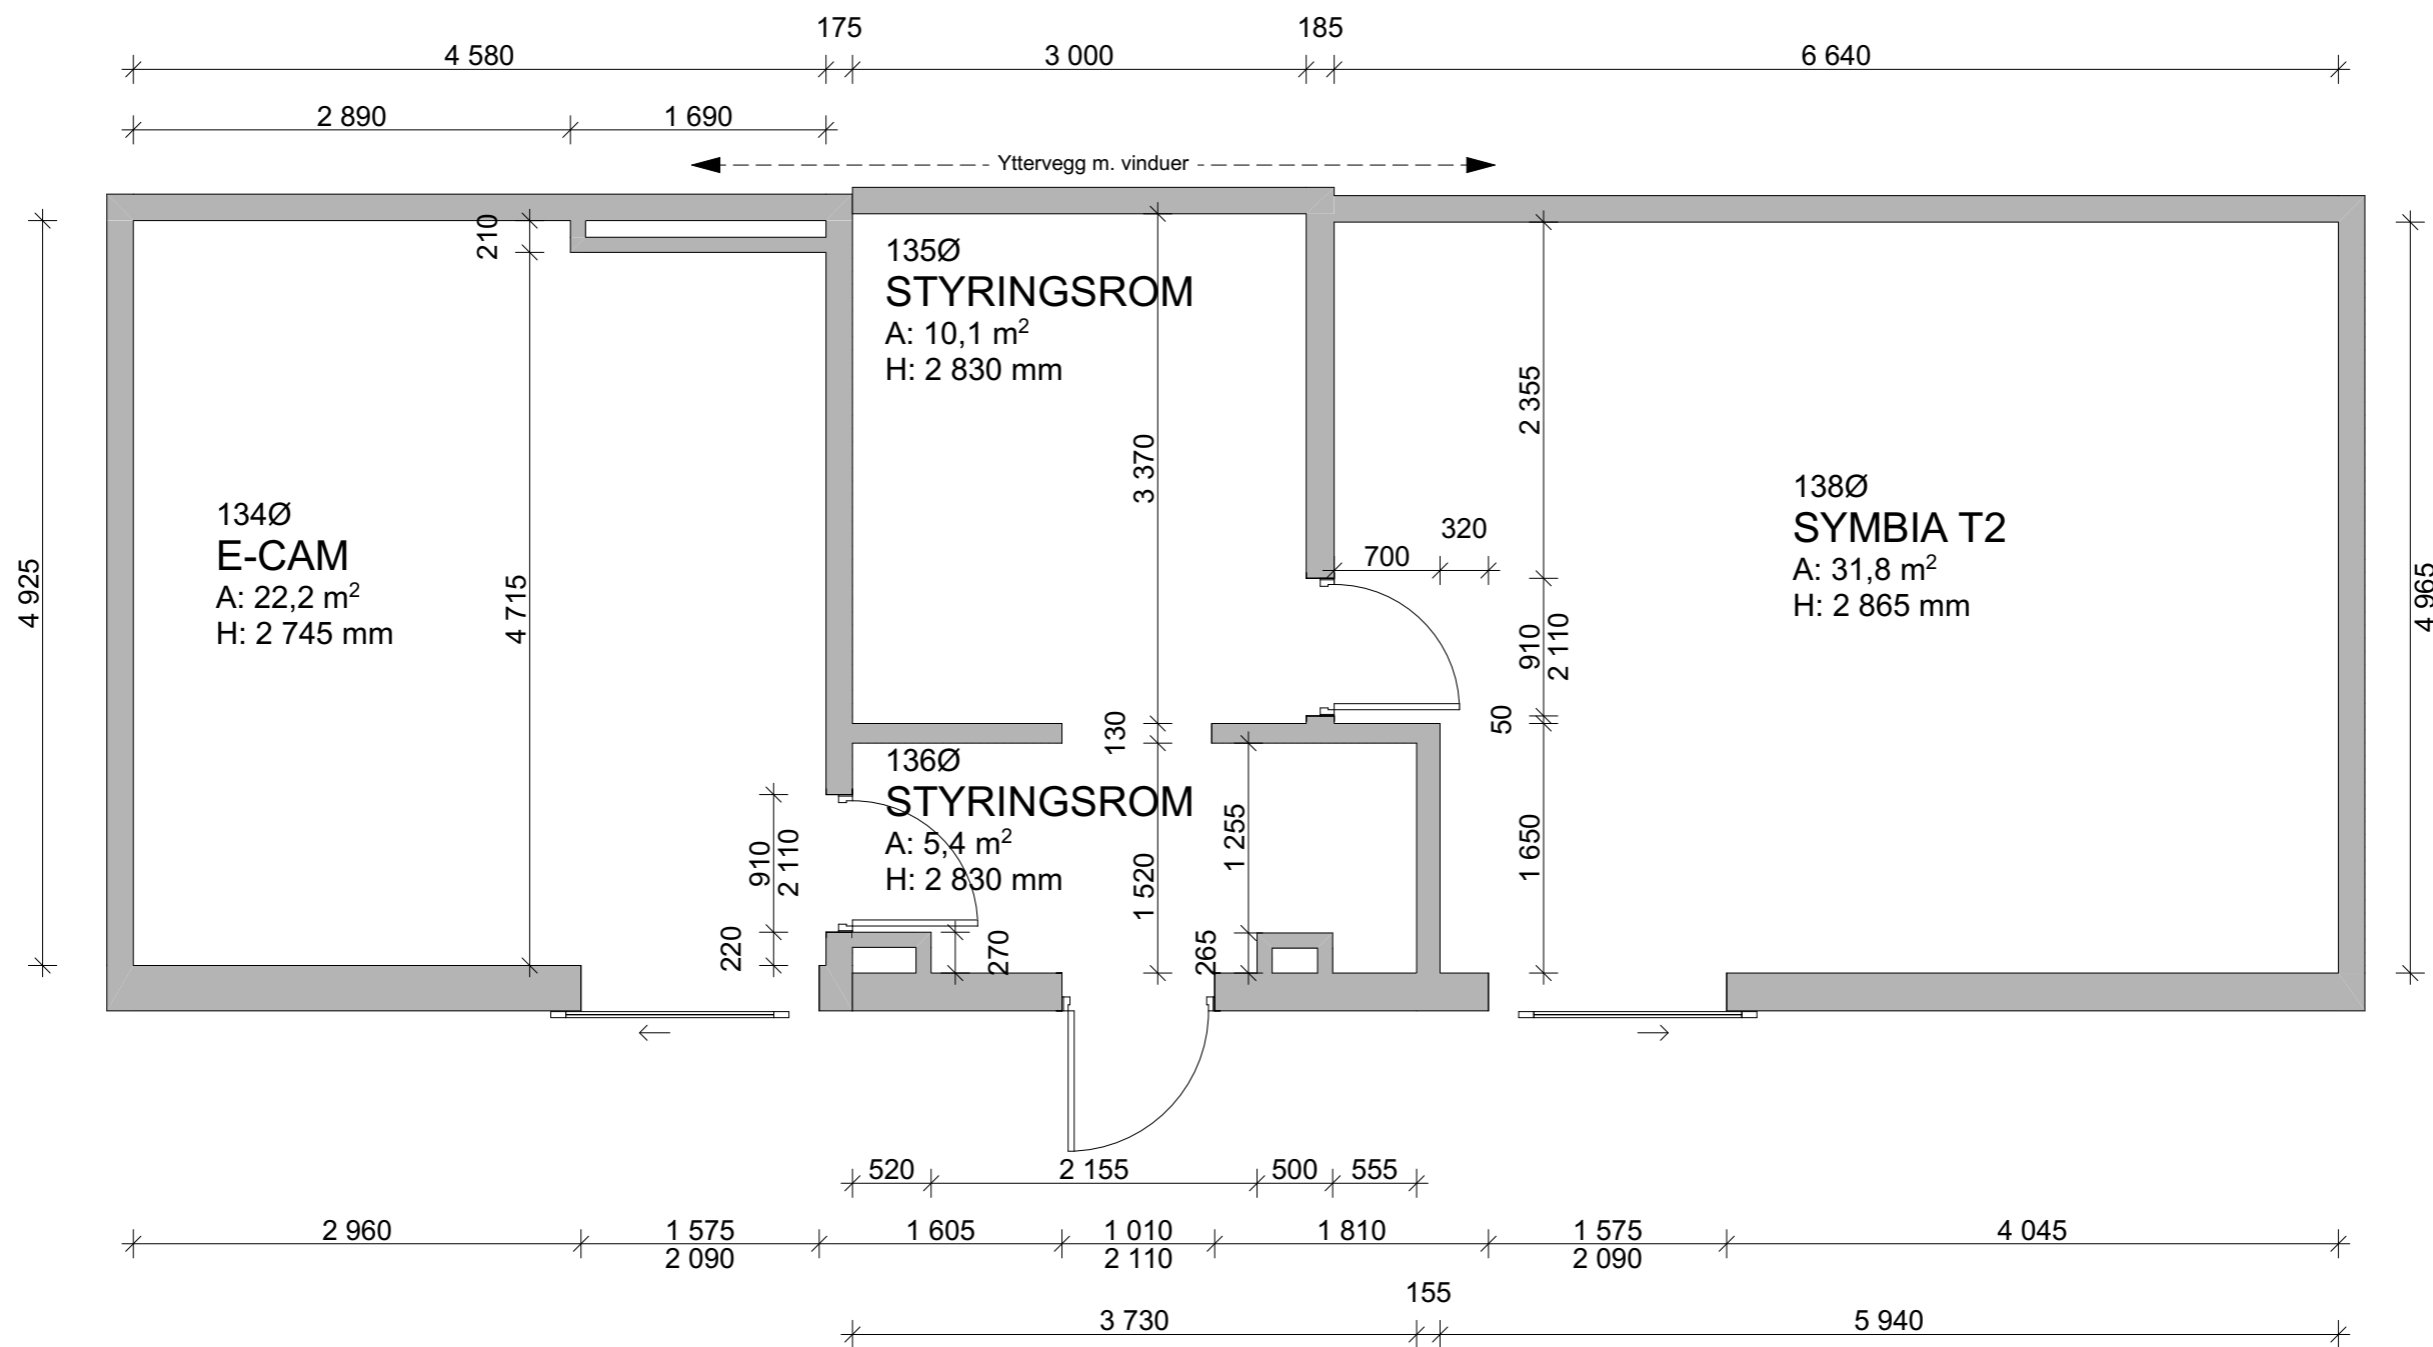 175
185
4 580
3 000
6 640
2 890
1 690
Yttervegg m. vinduer
210
135Ø
STYRINGSROM
A: 10,1 m²
H: 2 830 mm
2 355
3 370
134Ø
E-CAM
A: 22,2 m²
H: 2 745 mm
4 925
4 715
138Ø
SYMBIA T2
A: 31,8 m²
H: 2 865 mm
320
700
4 965
910
2 110
50
130
136Ø
STYRINGSROM
A: 5,4 m²
H: 2 830 mm
910
2 110
220
270
1 520
1 255
265
1 650
520
2 155
500
555
2 960
1 575
2 090
1 605
1 010
2 110
1 810
1 575
2 090
4 045
155
3 730
5 940